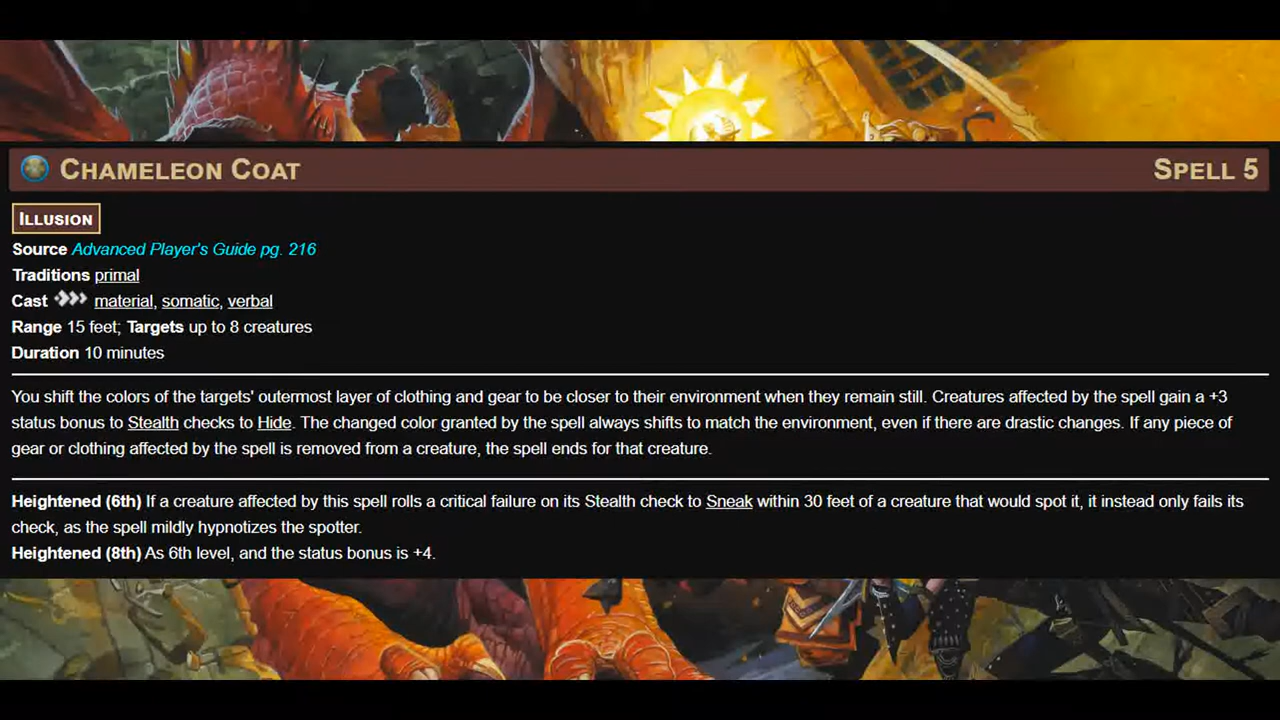 CHAMELEON COAT SPELL 5
ILLUSION
Source Advanced Player's Guide pg. 216
Traditions primal
Cast material, somatic, verbal
Range 15 feet; Targets up to 8 creatures
Duration 10 minutes
You shift the colors of the targets' outermost layer of clothing and gear to be closer to their environment when they remain still. Creatures affected by the spell gain a +3
status bonus to Stealth checks to Hide. The changed color granted by the spell always shifts to match the environment, even if there are drastic changes. If any piece of
gear or clothing affected by the spell is removed from a creature, the spell ends for that creature.
Heightened (6th) If a creature affected by this spell rolls a critical failure on its Stealth check to Sneak within 30 feet of a creature that would spot it, it instead only fails its
check, as the spell mildly hypnotizes the spotter.
Heightened (8th) As 6th level, and the status bonus is +4.